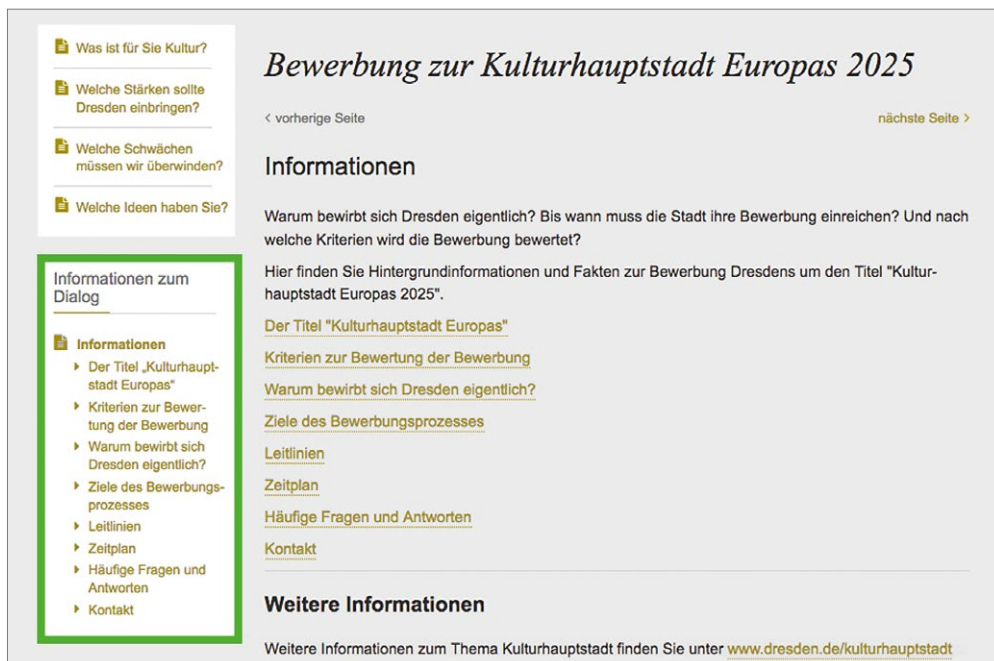 Was ist für Sie Kultur?
Welche Stärken sollte
Dresden einbringen?
Welche Schwächen
müssen wir überwinden?
Welche Ideen haben Sie?
Informationen zum
Dialog
Informationen
Der Titel „Kulturhaupt-
stadt Europas“
Kriterien zur Bewer-
tung der Bewerbung
Warum bewirbt sich
Dresden eigentlich?
Ziele des Bewerbungs-
prozesses
Leitlinien
Zeitplan
Häufige Fragen und
Antworten
Kontakt
Bewerbung zur Kulturhauptstadt Europas 2025
< vorherige Seite
nächste Seite >
Informationen
Warum bewirbt sich Dresden eigentlich? Bis wann muss die Stadt ihre Bewerbung einreichen? Und nach
welche Kriterien wird die Bewerbung bewertet?
Hier finden Sie Hintergrundinformationen und Fakten zur Bewerbung Dresdens um den Titel "Kultur-
hauptstadt Europas 2025".
Der Titel "Kulturhauptstadt Europas"
Kriterien zur Bewertung der Bewerbung
Warum bewirbt sich Dresden eigentlich?
Ziele des Bewerbungsprozesses
Leitlinien
Zeitplan
Häufige Fragen und Antworten
Kontakt
Weitere Informationen
Weitere Informationen zum Thema Kulturhauptstadt finden Sie unter www.dresden.de/kulturhauptstadt